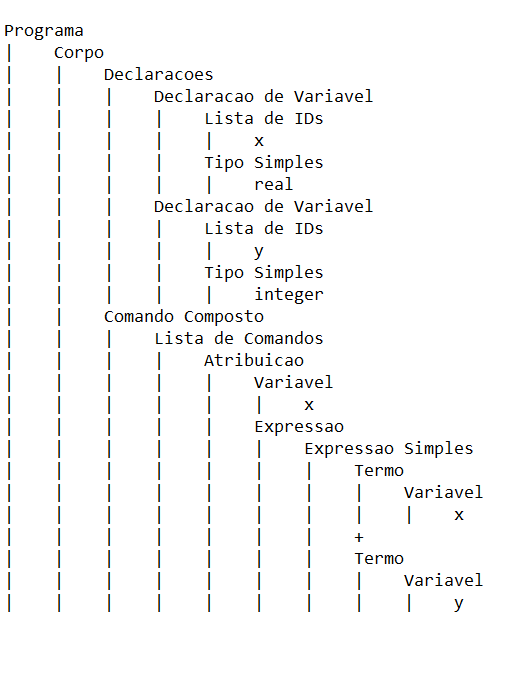 Programa
|    Corpo
|    |    Declaracoes
|    |    |    Declaracao de Variavel
|    |    |    |    Lista de IDs
|    |    |    |    |    x
|    |    |    |    Tipo Simples
|    |    |    |    |    real
|    |    |    Declaracao de Variavel
|    |    |    |    Lista de IDs
|    |    |    |    |    y
|    |    |    |    Tipo Simples
|    |    |    |    |    integer
|    |    Comando Composto
|    |    |    Lista de Comandos
|    |    |    |    Atribuicao
|    |    |    |    |    Variavel
|    |    |    |    |    |    x
|    |    |    |    |    Expressao
|    |    |    |    |    |    Expressao Simples
|    |    |    |    |    |    |    Termo
|    |    |    |    |    |    |    |    Variavel
|    |    |    |    |    |    |    |    |    x
|    |    |    |    |    |    |    +
|    |    |    |    |    |    |    Termo
|    |    |    |    |    |    |    |    Variavel
|    |    |    |    |    |    |    |    |    y